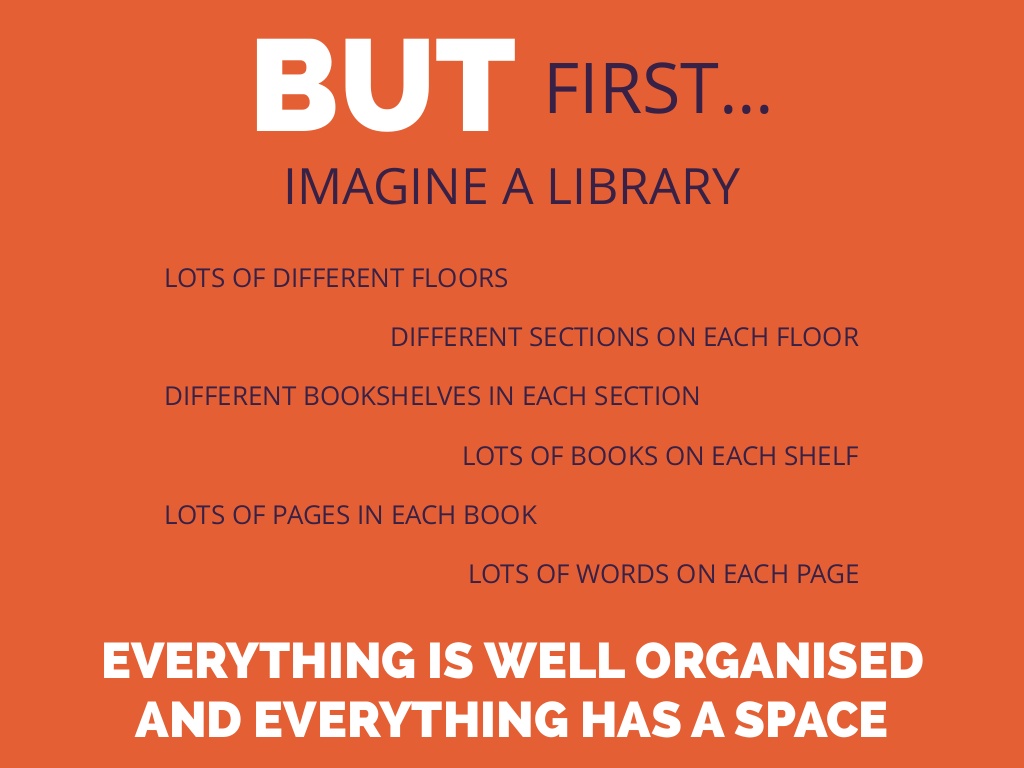 BUT FIRST...
IMAGINE A LIBRARY
LOTS OF DIFFERENT FLOORS
DIFFERENT SECTIONS ON EACH FLOOR
DIFFERENT BOOKSHELVES IN EACH SECTION
LOTS OF BOOKS ON EACH SHELF
LOTS OF PAGES IN EACH BOOK
LOTS OF WORDS ON EACH PAGE
EVERYTHING IS WELL ORGANISED
AND EVERYTHING HAS A SPACE